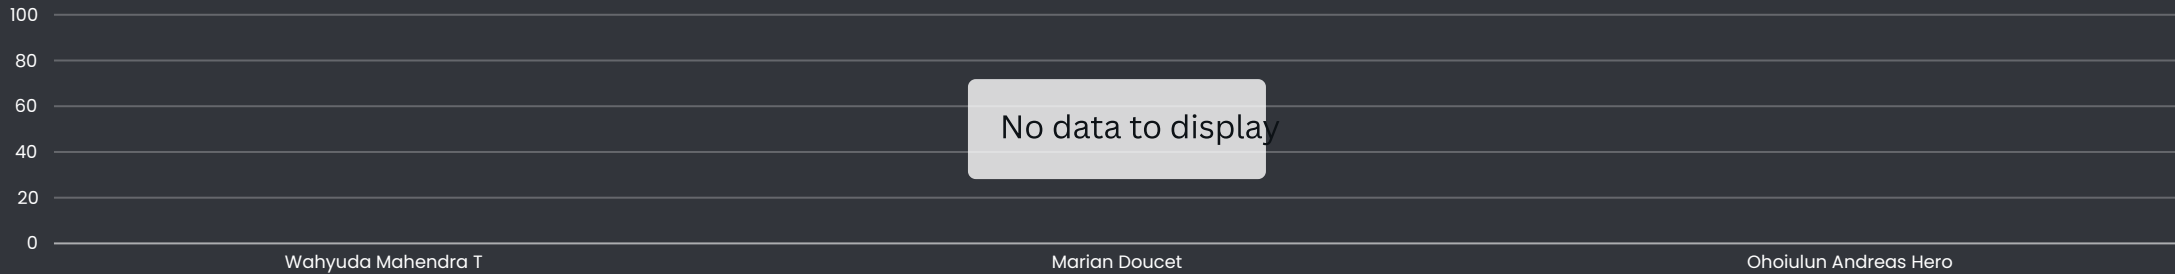 100
80
60
No data to display
40
20
0
Wahyuda Mahendra T
Marian Doucet
Ohoiulun Andreas Hero